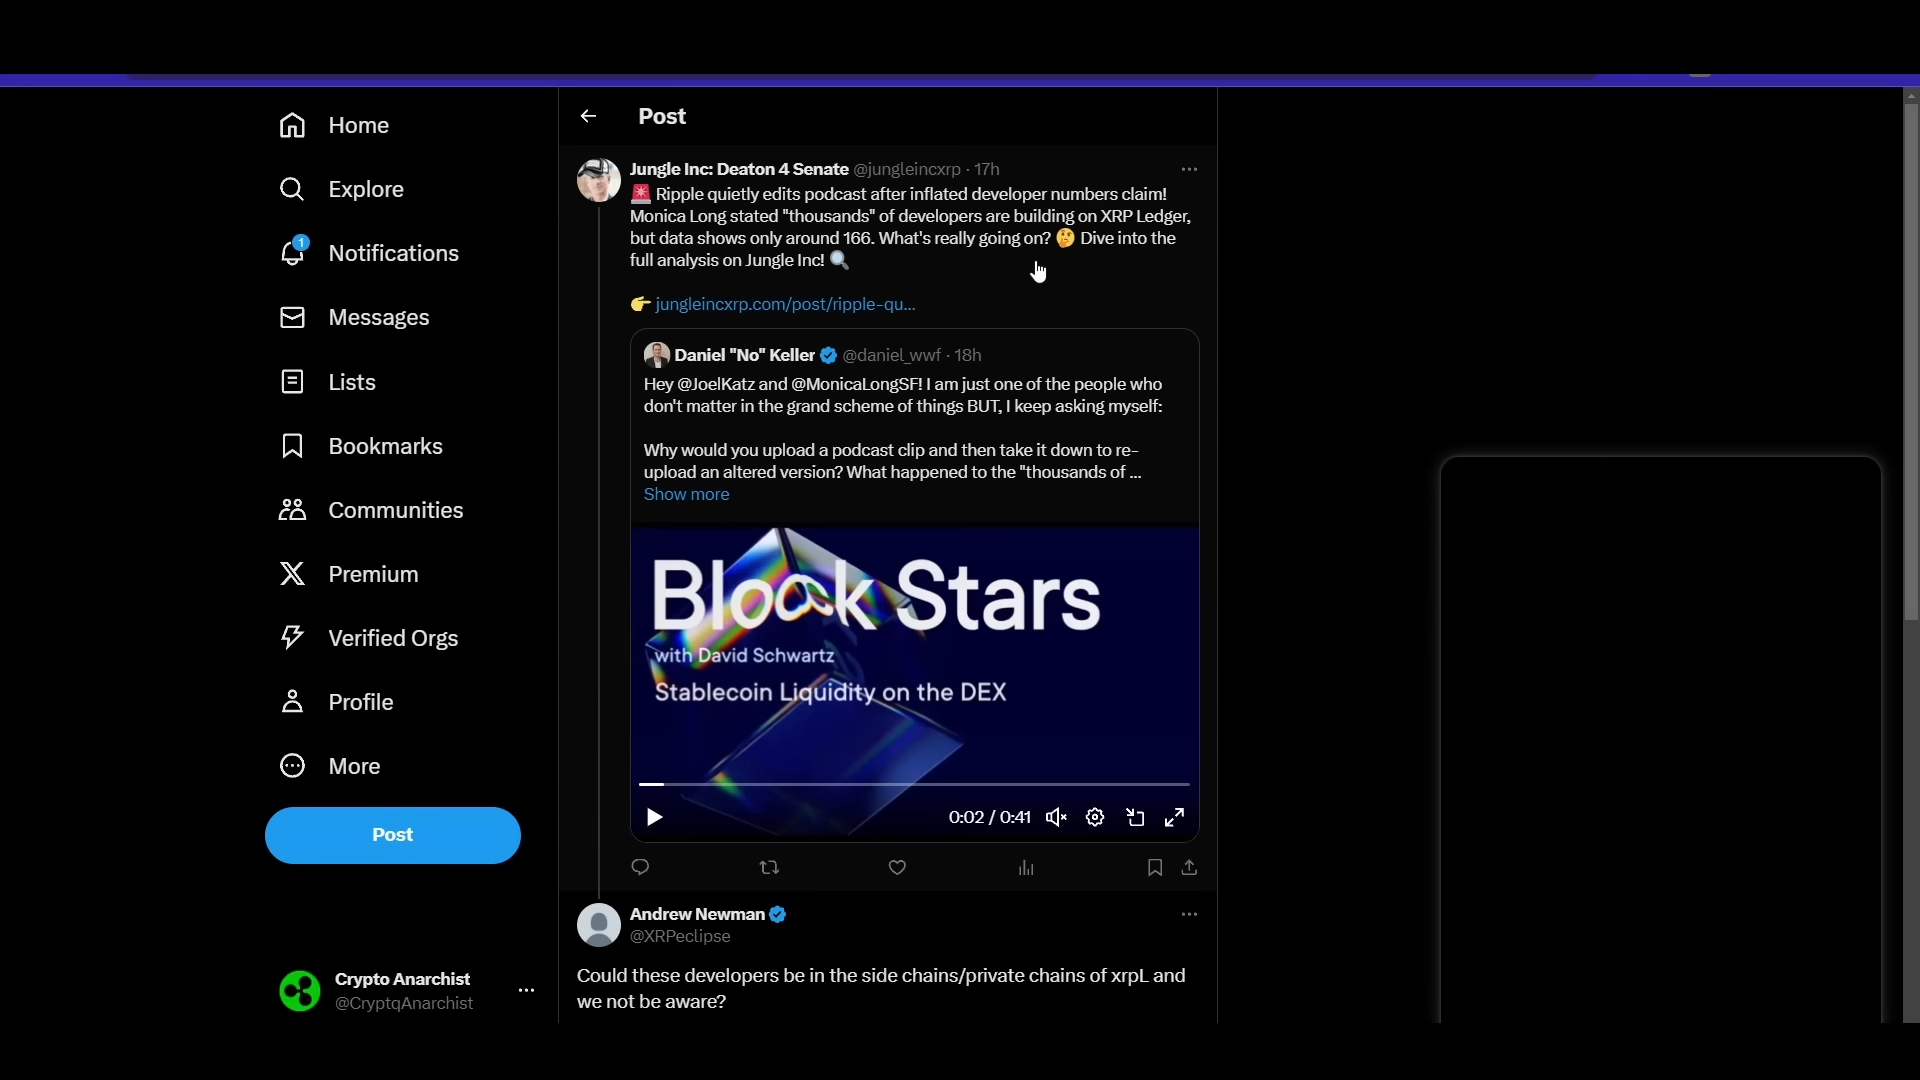 Home
Explore
1
Notifications
Messages
Lists
Bookmarks
Communities
Premium
Verified Orgs
Profile
More
Post
Crypto Anarchist
@CryptqAnarchist
Post
Jungle Inc: Deaton 4 Senate @jungleincxrp · 17h
🚨 Ripple quietly edits podcast after inflated developer numbers claim!
Monica Long stated "thousands" of developers are building on XRP Ledger,
but data shows only around 166. What's really going on? 🤔 Dive into the
full analysis on Jungle Inc! 🔍
👉 jungleincxrp.com/post/ripple-qu...
Daniel "No" Keller @daniel_wwf · 18h
Hey @JoelKatz and @MonicaLongSF! I am just one of the people who
don't matter in the grand scheme of things BUT, I keep asking myself:
Why would you upload a podcast clip and then take it down to re-
upload an altered version? What happened to the "thousands of ...
Show more
Block Stars
with David Schwartz
Stablecoin Liquidity on the DEX
0:02 / 0:41
Andrew Newman
@XRPeclipse
Could these developers be in the side chains/private chains of xrpL and
we not be aware?